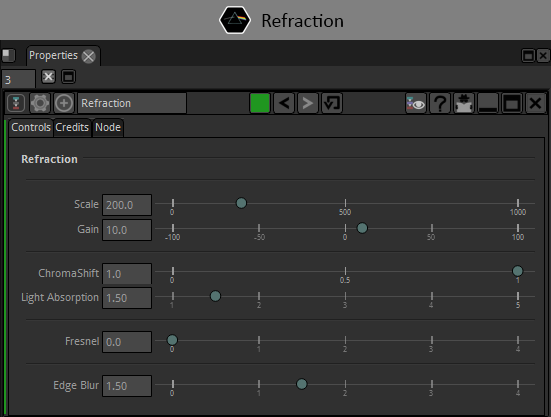 Refraction
Properties
3
Refraction
Controls Credits Node
Refraction
Scale 200.0 0 500 1000
Gain 10.0 -100 -50 0 50 100
ChromaShift 1.0 0 0.5 1
Light Absorption 1.50 1 2 3 4 5
Fresnel 0.0 0 1 2 3 4
Edge Blur 1.50 0 1 2 3 4